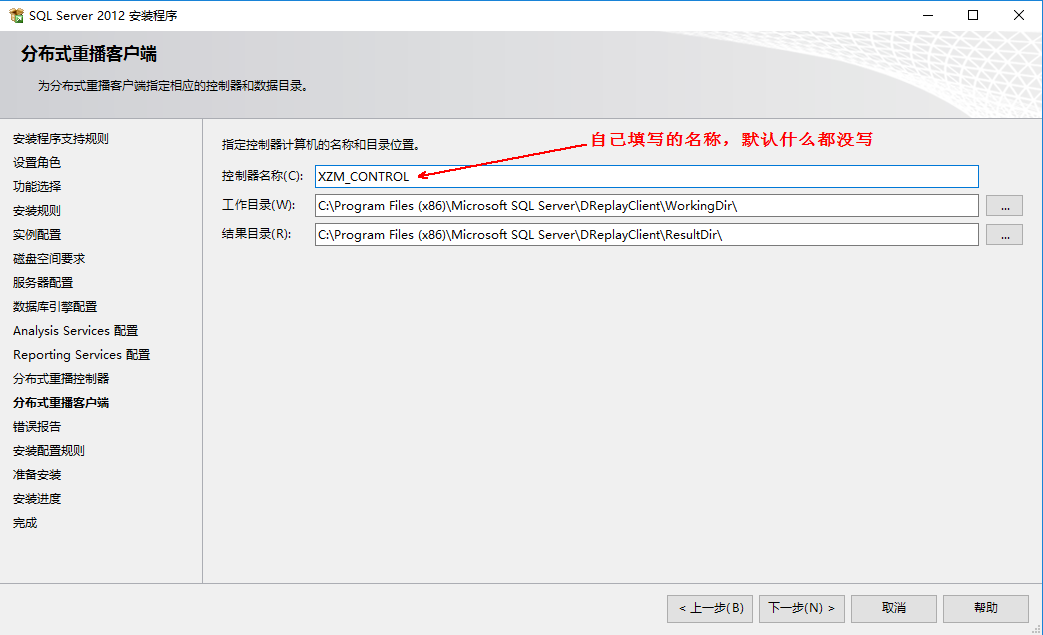 SQL Server 2012 安装程序
分布式重播客户端
为分布式重播客户端指定相应的控制器和数据目录。
安装程序支持规则
设置角色
功能选择
安装规则
实例配置
磁盘空间要求
服务器配置
数据库引擎配置
Analysis Services 配置
Reporting Services 配置
分布式重播控制器
分布式重播客户端
错误报告
安装配置规则
准备安装
安装进度
完成
指定控制器计算机的名称和目录位置。
自己填写的名称，默认什么都没写
控制器名称(C): XZM_CONTROL
工作目录(W): C:\Program Files (x86)\Microsoft SQL Server\DReplayClient\WorkingDir\ ...
结果目录(R): C:\Program Files (x86)\Microsoft SQL Server\DReplayClient\ResultDir\ ...
< 上一步(B) 下一步(N) > 取消 帮助